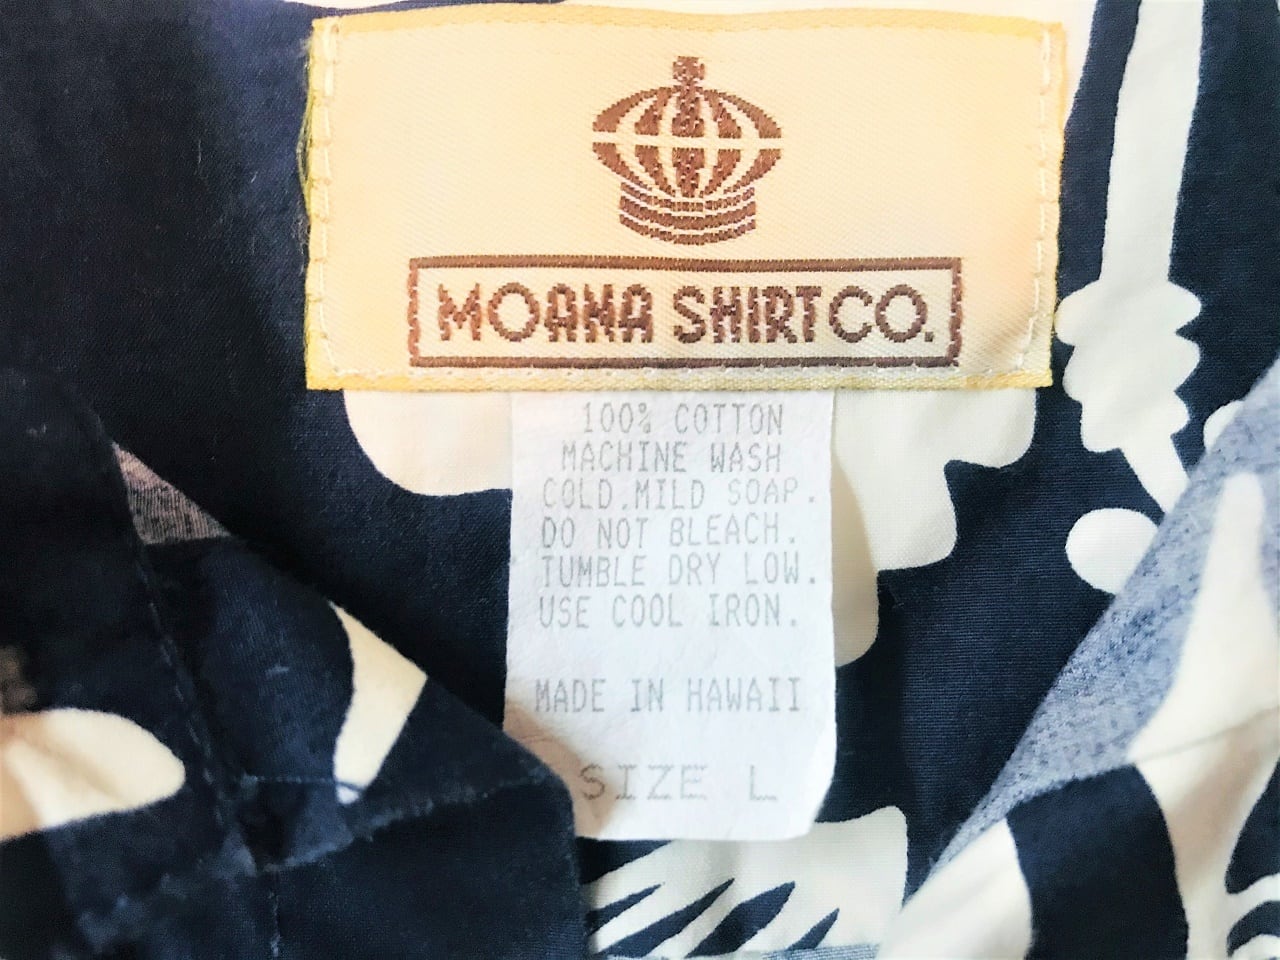 MOANA SHIRT CO.
100% COTTON
MACHINE WASH
COLD.MILD SOAP.
DO NOT BLEACH.
TUMBLE DRY LOW.
USE COOL IRON.
MADE IN HAWAII
SIZE L